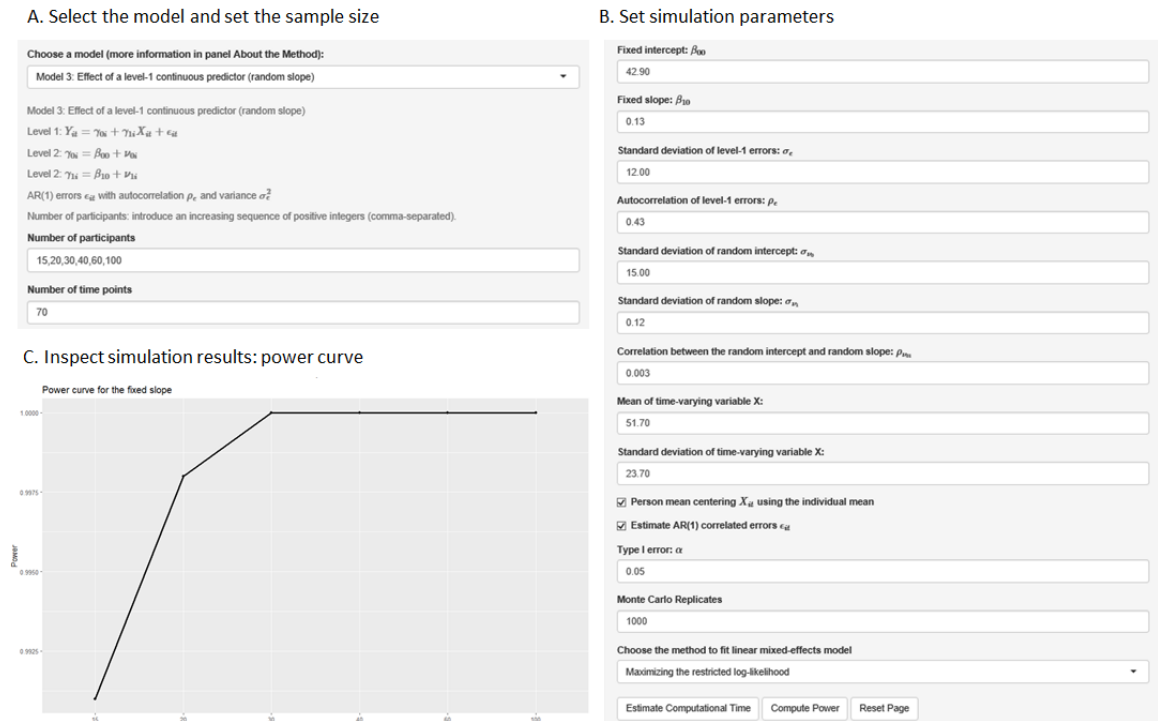 A. Select the model and set the sample size
Choose a model (more information in panel About the Method):
Model 3: Effect of a level-1 continuous predictor (random slope)
Model 3: Effect of a level-1 continuous predictor (random slope)
Level 1: Yᵢₜ = γ₀ᵢ + γ₁ᵢXᵢₜ + ϵᵢₜ
Level 2: γ₀ᵢ = β₀₀ + ν₀ᵢ
Level 2: γ₁ᵢ = β₁₀ + ν₁ᵢ
AR(1) errors ϵᵢₜ with autocorrelation ρₑ and variance σₑ²
Number of participants: introduce an increasing sequence of positive integers (comma-separated).
Number of participants
15,20,30,40,60,100
Number of time points
70
C. Inspect simulation results: power curve
Power curve for the fixed slope
1.0000
0.9975
0.9950
0.9925
Power
15 20 30 40 60 100
B. Set simulation parameters
Fixed intercept: β₀₀
42.90
Fixed slope: β₁₀
0.13
Standard deviation of level-1 errors: σₑ
12.00
Autocorrelation of level-1 errors: ρₑ
0.43
Standard deviation of random intercept: σν₀
15.00
Standard deviation of random slope: σν₁
0.12
Correlation between the random intercept and random slope: ρν₀₁
0.003
Mean of time-varying variable X:
51.70
Standard deviation of time-varying variable X:
23.70
Person mean centering Xᵢₜ using the individual mean
Estimate AR(1) correlated errors ϵᵢₜ
Type I error: α
0.05
Monte Carlo Replicates
1000
Choose the method to fit linear mixed-effects model
Maximizing the restricted log-likelihood
Estimate Computational Time Compute Power Reset Page